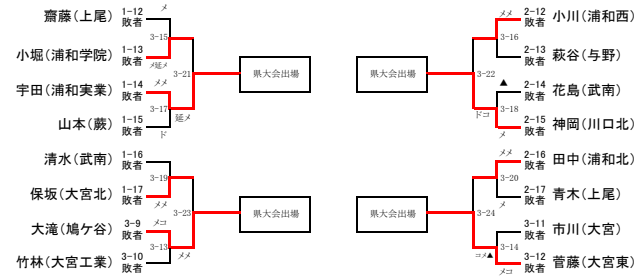 齋藤(上尾) 1-12 敗者 メ
3-15
小堀(浦和学院) 1-13 敗者 メ延メ
3-21 県大会出場
宇田(浦和実業) 1-14 敗者 メメ
3-17 延メ
山本(蕨) 1-15 敗者 ド
清水(武南) 1-16 敗者
3-19
保坂(大宮北) 1-17 敗者 メメ
3-23 県大会出場
大滝(鳩ケ谷) 3-9 敗者 メコ
3-13 メメ
竹林(大宮工業) 3-10 敗者
メメ 2-12 敗者 小川(浦和西)
3-16
2-13 敗者 萩谷(与野)
県大会出場 3-22
▲ 2-14 敗者 花島(武南)
ドコ 3-18
メ 2-15 敗者 神岡(川口北)
メメ 2-16 敗者 田中(浦和北)
3-20
メ 2-17 敗者 青木(上尾)
県大会出場 3-24
3-11 敗者 市川(大宮)
コメ▲ 3-14
メコ 3-12 敗者 菅藤(大宮東)